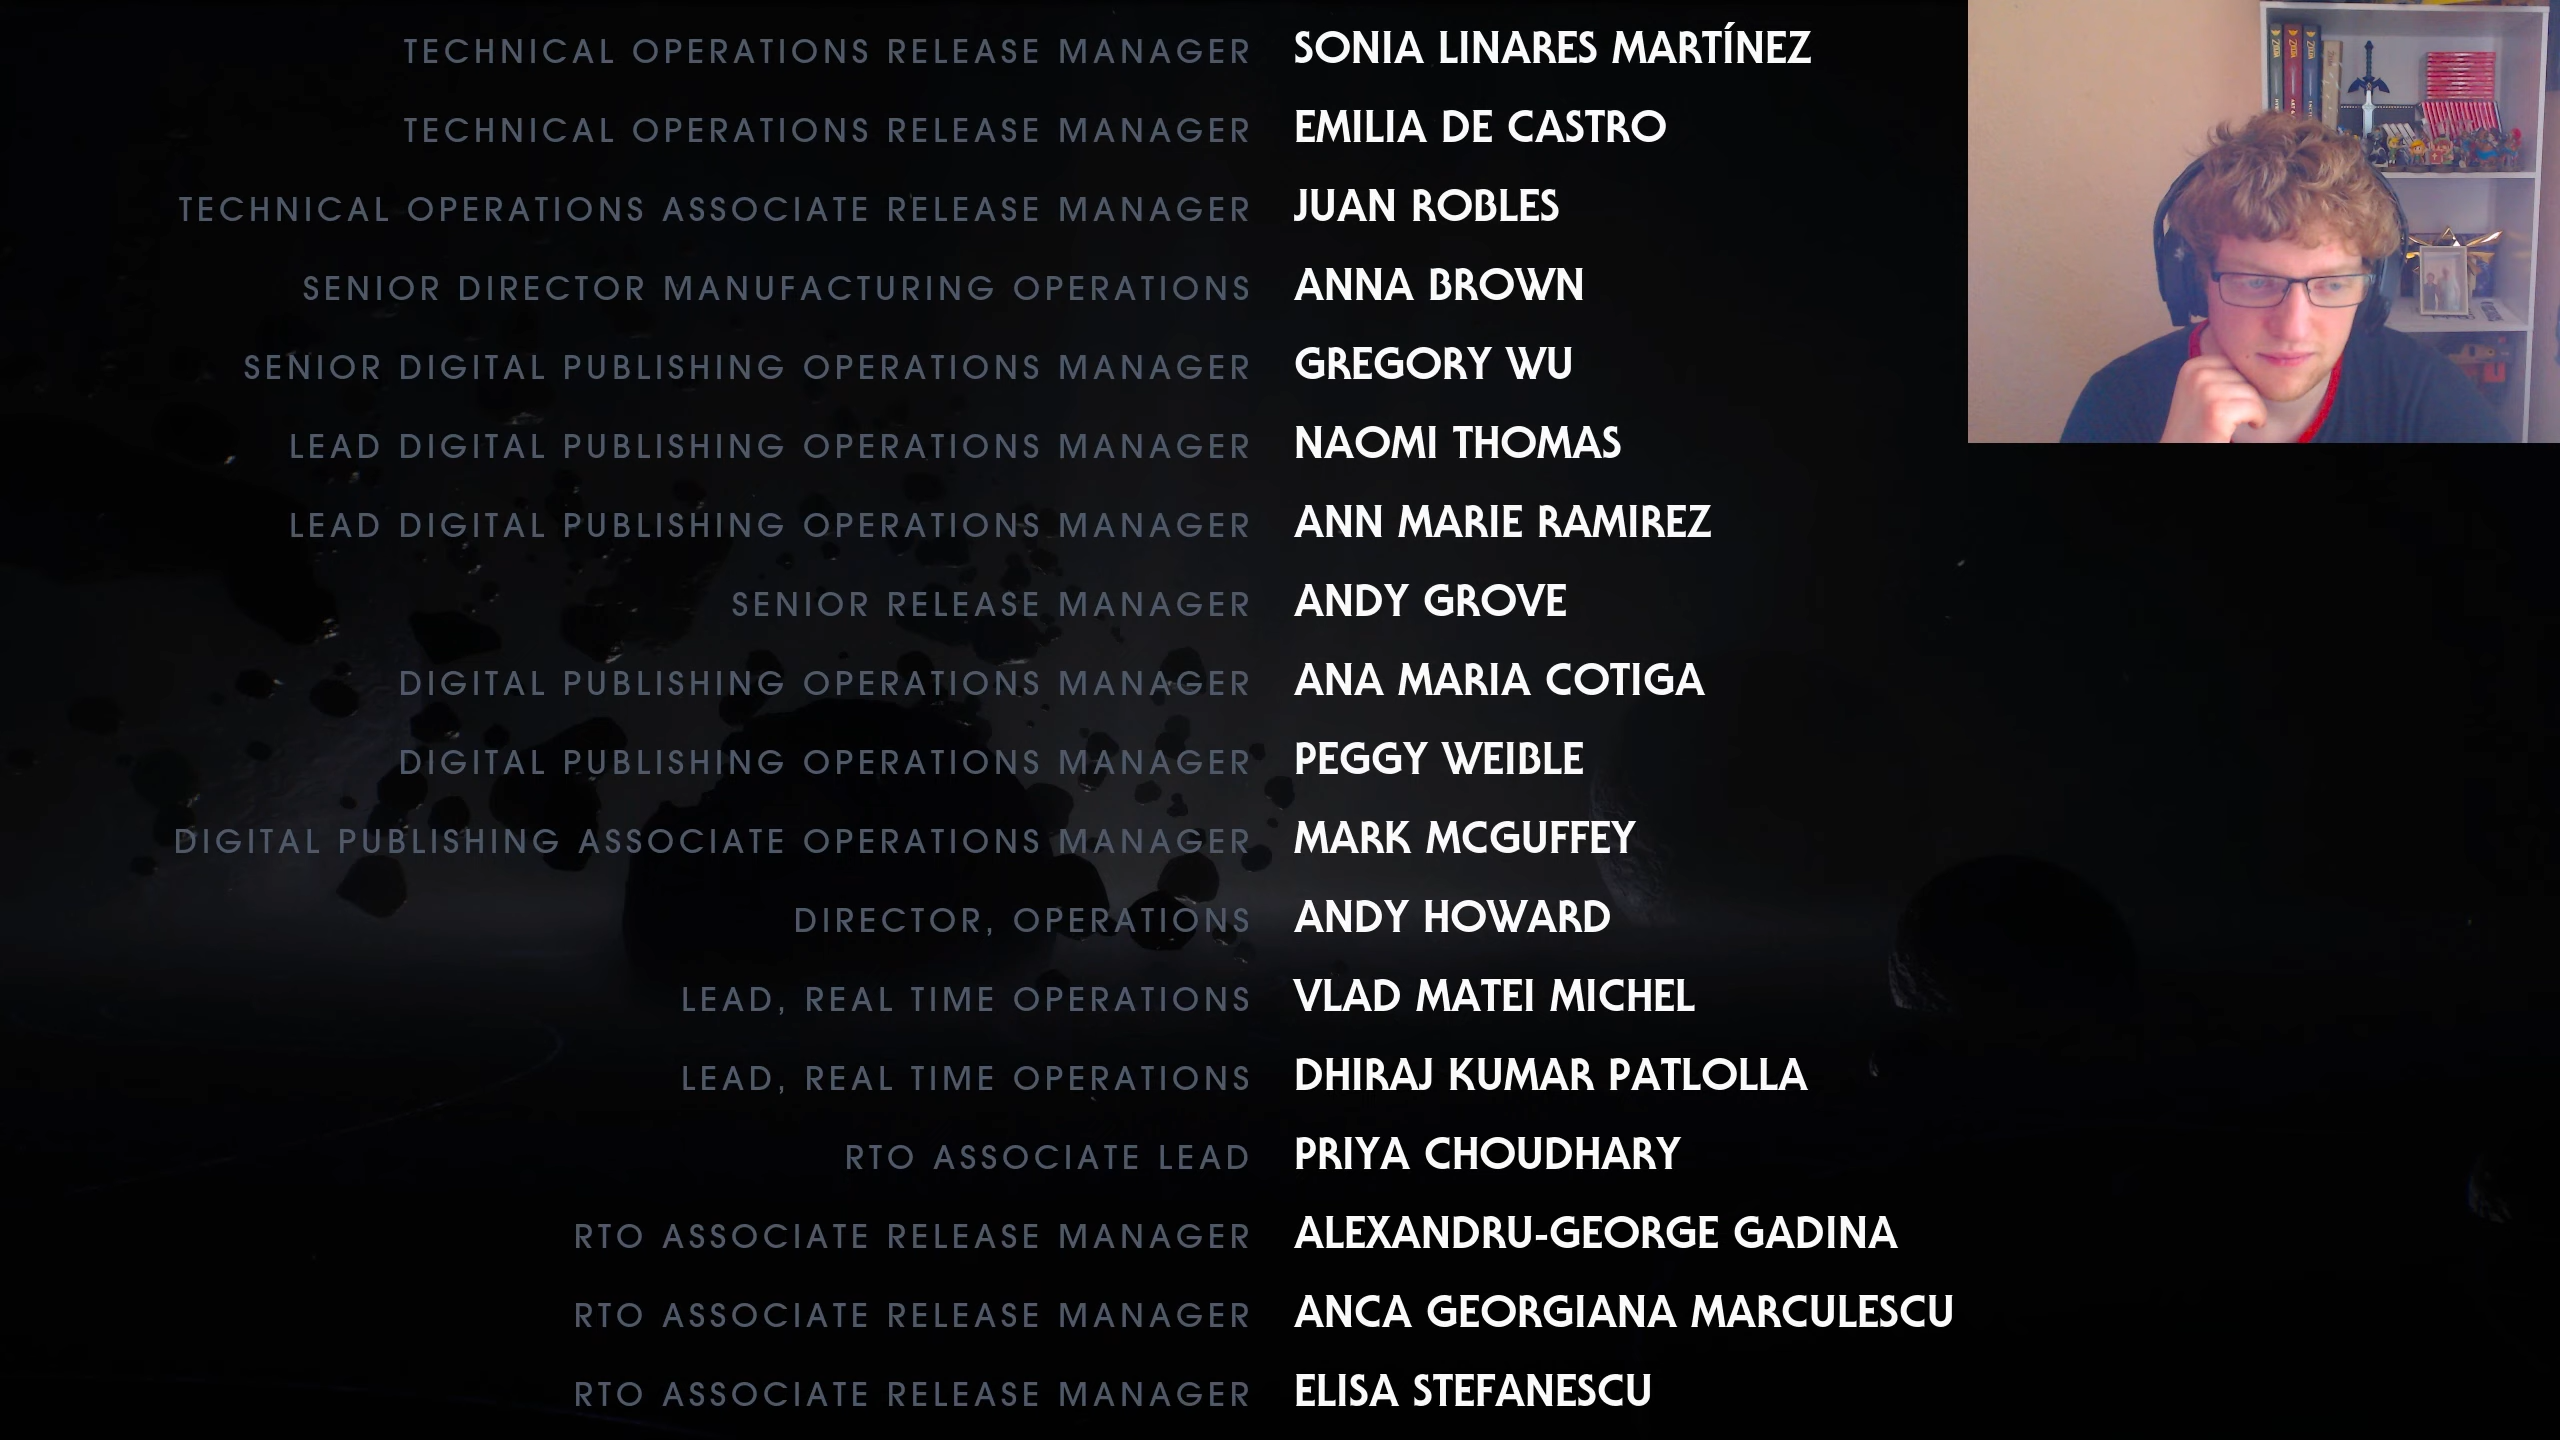 TECHNICAL OPERATIONS RELEASE MANAGER SONIA LINARES MARTÍNEZ
TECHNICAL OPERATIONS RELEASE MANAGER EMILIA DE CASTRO
TECHNICAL OPERATIONS ASSOCIATE RELEASE MANAGER JUAN ROBLES
SENIOR DIRECTOR MANUFACTURING OPERATIONS ANNA BROWN
SENIOR DIGITAL PUBLISHING OPERATIONS MANAGER GREGORY WU
LEAD DIGITAL PUBLISHING OPERATIONS MANAGER NAOMI THOMAS
LEAD DIGITAL PUBLISHING OPERATIONS MANAGER ANN MARIE RAMIREZ
SENIOR RELEASE MANAGER ANDY GROVE
DIGITAL PUBLISHING OPERATIONS MANAGER ANA MARIA COTIGA
DIGITAL PUBLISHING OPERATIONS MANAGER PEGGY WEIBLE
DIGITAL PUBLISHING ASSOCIATE OPERATIONS MANAGER MARK MCGUFFEY
DIRECTOR, OPERATIONS ANDY HOWARD
LEAD, REAL TIME OPERATIONS VLAD MATEI MICHEL
LEAD, REAL TIME OPERATIONS DHIRAJ KUMAR PATLOLLA
RTO ASSOCIATE LEAD PRIYA CHOUDHARY
RTO ASSOCIATE RELEASE MANAGER ALEXANDRU-GEORGE GADINA
RTO ASSOCIATE RELEASE MANAGER ANCA GEORGIANA MARCULESCU
RTO ASSOCIATE RELEASE MANAGER ELISA STEFANESCU